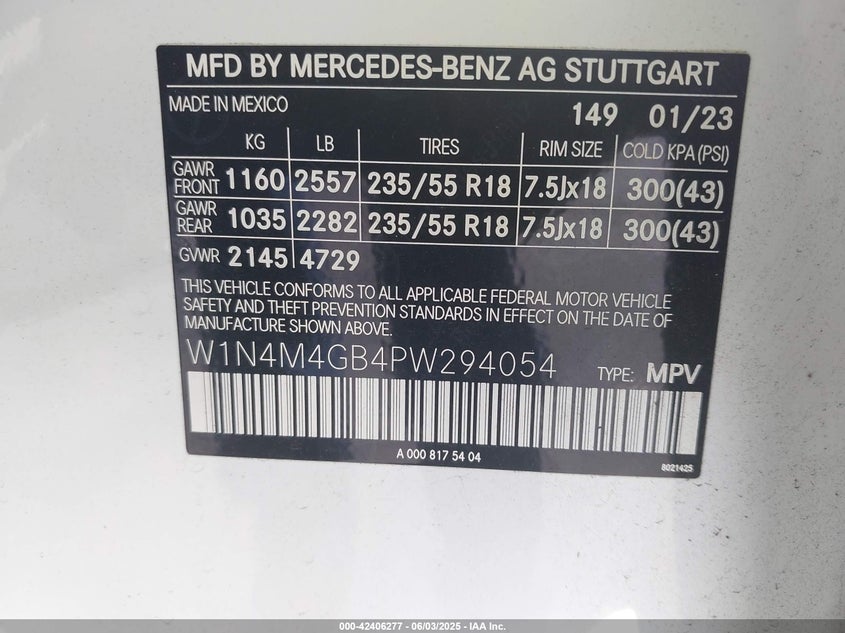 MFD BY MERCEDES-BENZ AG STUTTGART
MADE IN MEXICO 149 01/23
KG LB TIRES RIM SIZE COLD KPA (PSI)
GAWR FRONT 1160 2557 235/55 R18 7.5Jx18 300(43)
GAWR REAR 1035 2282 235/55 R18 7.5Jx18 300(43)
GVWR 2145 4729
THIS VEHICLE CONFORMS TO ALL APPLICABLE FEDERAL MOTOR VEHICLE
SAFETY AND THEFT PREVENTION STANDARDS IN EFFECT ON THE DATE OF
MANUFACTURE SHOWN ABOVE.
W1N4M4GB4PW294054 TYPE: MPV
A 000 817 54 04
8021425
000-42406277 - 06/03/2025 - IAA Inc.